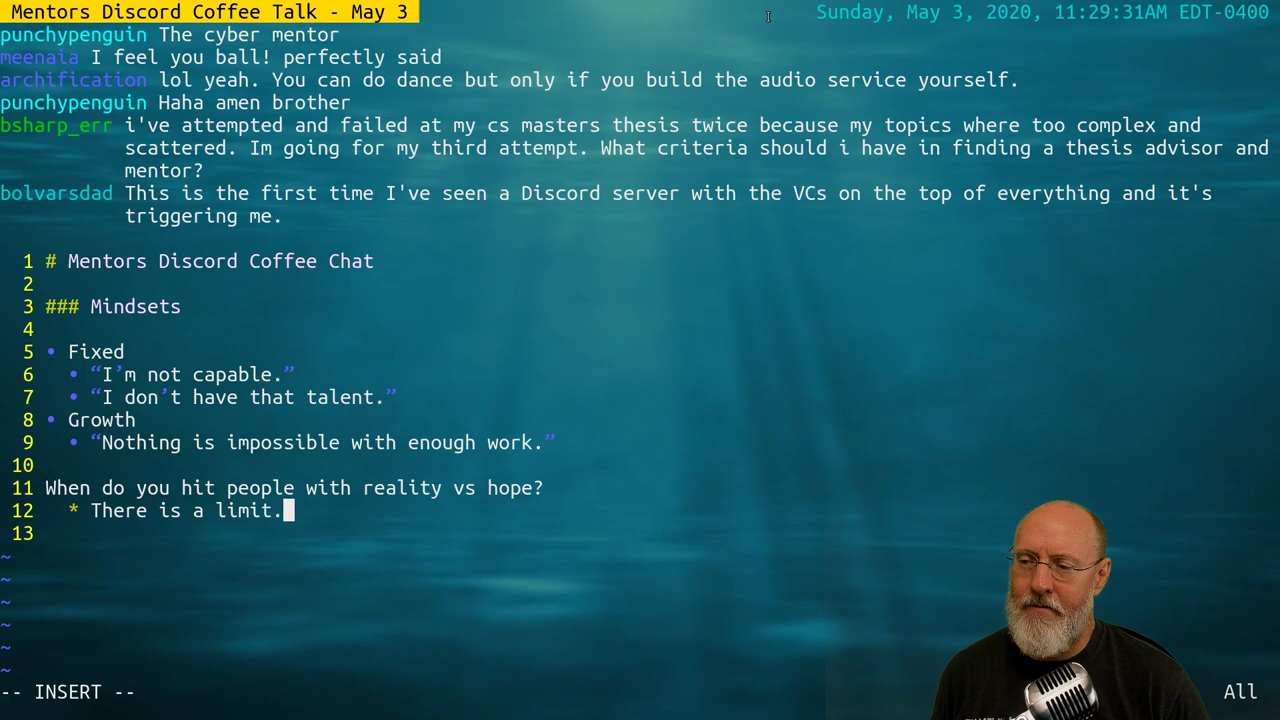 Mentors Discord Coffee Talk - May 3
Sunday, May 3, 2020, 11:29:31AM EDT-0400
punchypenguin The cyber mentor
meenaia I feel you ball! perfectly said
archification lol yeah. You can do dance but only if you build the audio service yourself.
punchypenguin Haha amen brother
bsharp_err i've attempted and failed at my cs masters thesis twice because my topics where too complex and
scattered. Im going for my third attempt. What criteria should i have in finding a thesis advisor and
mentor?
bolvarsdad This is the first time I've seen a Discord server with the VCs on the top of everything and it's
triggering me.
1 # Mentors Discord Coffee Chat
2
3 ### Mindsets
4
5 • Fixed
6 • “I’m not capable.”
7 • “I don’t have that talent.”
8 • Growth
9 • “Nothing is impossible with enough work.”
10
11 When do you hit people with reality vs hope?
12 * There is a limit.
13
~
~
~
~
~
~
-- INSERT --
All